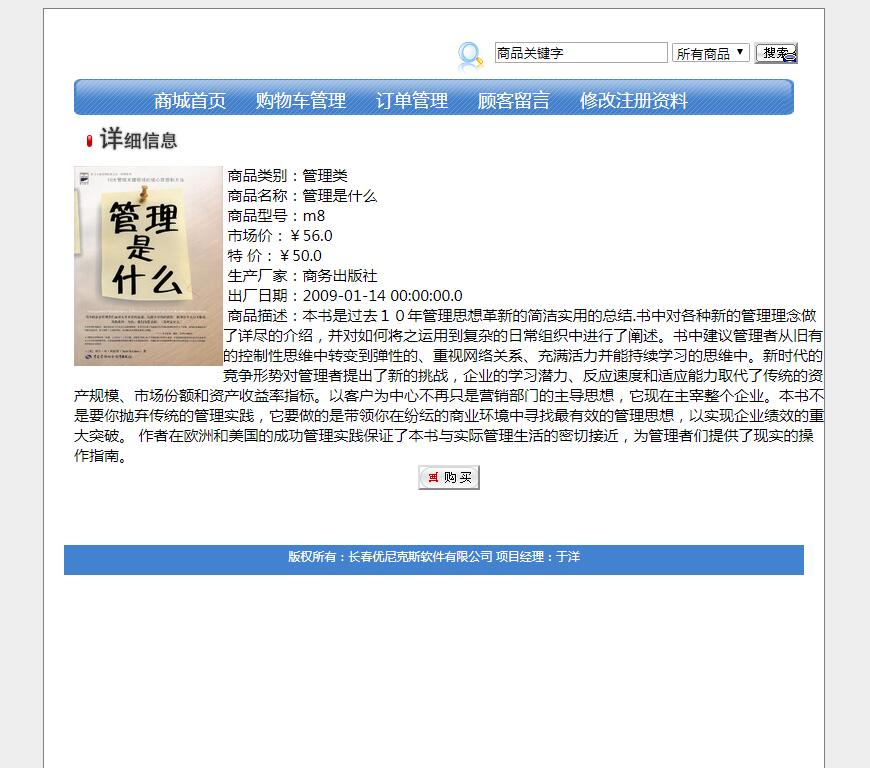 商品关键字 所有商品 搜索
商城首页 购物车管理 订单管理 顾客留言 修改注册资料
详细信息
管理
是
什么
商品类别：管理类
商品名称：管理是什么
商品型号：m8
市场价：￥56.0
特 价：￥50.0
生产厂家：商务出版社
出厂日期：2009-01-14 00:00:00.0
商品描述：本书是过去１０年管理思想革新的简洁实用的总结.书中对各种新的管理理念做
了详尽的介绍，并对如何将之运用到复杂的日常组织中进行了阐述。书中建议管理者从旧有
的控制性思维中转变到弹性的、重视网络关系、充满活力并能持续学习的思维中。新时代的
竞争形势对管理者提出了新的挑战，企业的学习潜力、反应速度和适应能力取代了传统的资
产规模、市场份额和资产收益率指标。以客户为中心不再只是营销部门的主导思想，它现在主宰整个企业。本书不
是要你抛弃传统的管理实践，它要做的是带领你在纷纭的商业环境中寻找最有效的管理思想，以实现企业绩效的重
大突破。 作者在欧洲和美国的成功管理实践保证了本书与实际管理生活的密切接近，为管理者们提供了现实的操
作指南。
购 买
版权所有：长春优尼克斯软件有限公司 项目经理：于洋